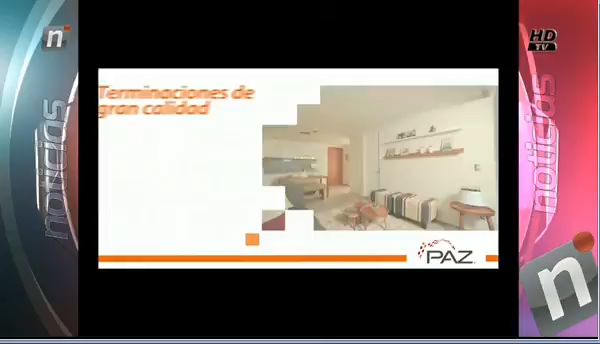 n
HD
TV
Terminaciones de
gran calidad
noticias
noticias
PAZ
n